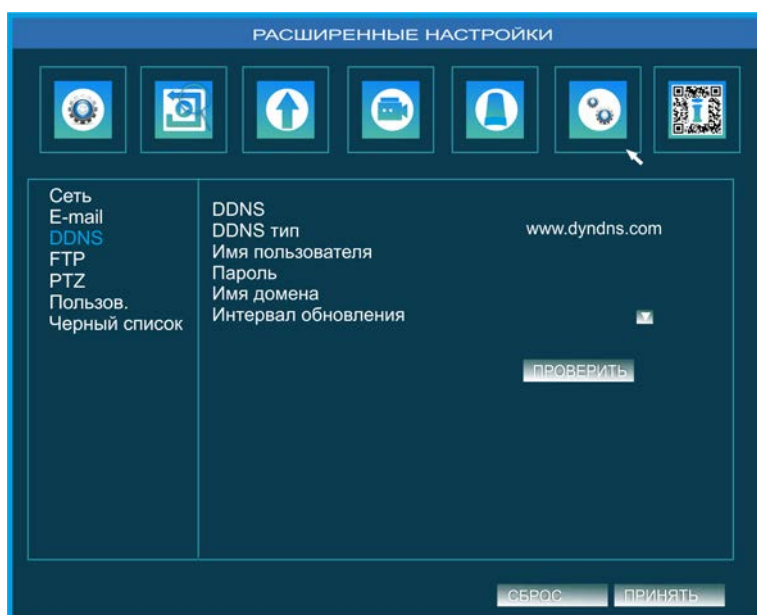 РАСШИРЕННЫЕ НАСТРОЙКИ
Сеть
E-mail
DDNS
FTP
PTZ
Пользов.
Черный список
DDNS
DDNS тип www.dyndns.com
Имя пользователя
Пароль
Имя домена
Интервал обновления
ПРОВЕРИТЬ
СБРОС ПРИНЯТЬ